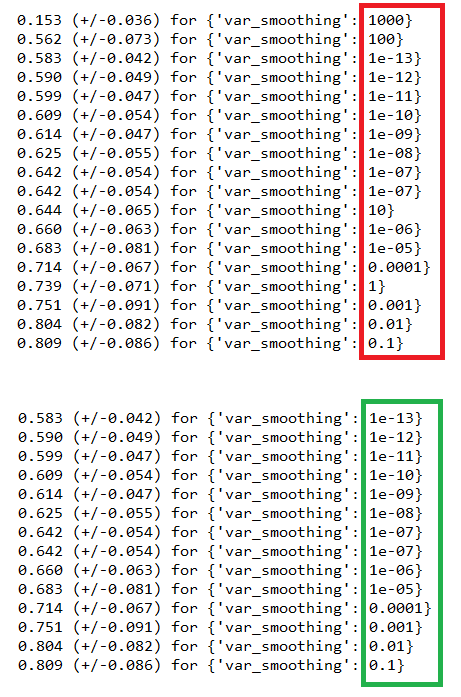 0.153 (+/-0.036) for {'var_smoothing': 1000}
0.562 (+/-0.073) for {'var_smoothing': 100}
0.583 (+/-0.042) for {'var_smoothing': 1e-13}
0.590 (+/-0.049) for {'var_smoothing': 1e-12}
0.599 (+/-0.047) for {'var_smoothing': 1e-11}
0.609 (+/-0.054) for {'var_smoothing': 1e-10}
0.614 (+/-0.047) for {'var_smoothing': 1e-09}
0.625 (+/-0.055) for {'var_smoothing': 1e-08}
0.642 (+/-0.054) for {'var_smoothing': 1e-07}
0.642 (+/-0.054) for {'var_smoothing': 1e-07}
0.644 (+/-0.065) for {'var_smoothing': 10}
0.660 (+/-0.063) for {'var_smoothing': 1e-06}
0.683 (+/-0.081) for {'var_smoothing': 1e-05}
0.714 (+/-0.067) for {'var_smoothing': 0.0001}
0.739 (+/-0.071) for {'var_smoothing': 1}
0.751 (+/-0.091) for {'var_smoothing': 0.001}
0.804 (+/-0.082) for {'var_smoothing': 0.01}
0.809 (+/-0.086) for {'var_smoothing': 0.1}
0.583 (+/-0.042) for {'var_smoothing': 1e-13}
0.590 (+/-0.049) for {'var_smoothing': 1e-12}
0.599 (+/-0.047) for {'var_smoothing': 1e-11}
0.609 (+/-0.054) for {'var_smoothing': 1e-10}
0.614 (+/-0.047) for {'var_smoothing': 1e-09}
0.625 (+/-0.055) for {'var_smoothing': 1e-08}
0.642 (+/-0.054) for {'var_smoothing': 1e-07}
0.642 (+/-0.054) for {'var_smoothing': 1e-07}
0.660 (+/-0.063) for {'var_smoothing': 1e-06}
0.683 (+/-0.081) for {'var_smoothing': 1e-05}
0.714 (+/-0.067) for {'var_smoothing': 0.0001}
0.751 (+/-0.091) for {'var_smoothing': 0.001}
0.804 (+/-0.082) for {'var_smoothing': 0.01}
0.809 (+/-0.086) for {'var_smoothing': 0.1}